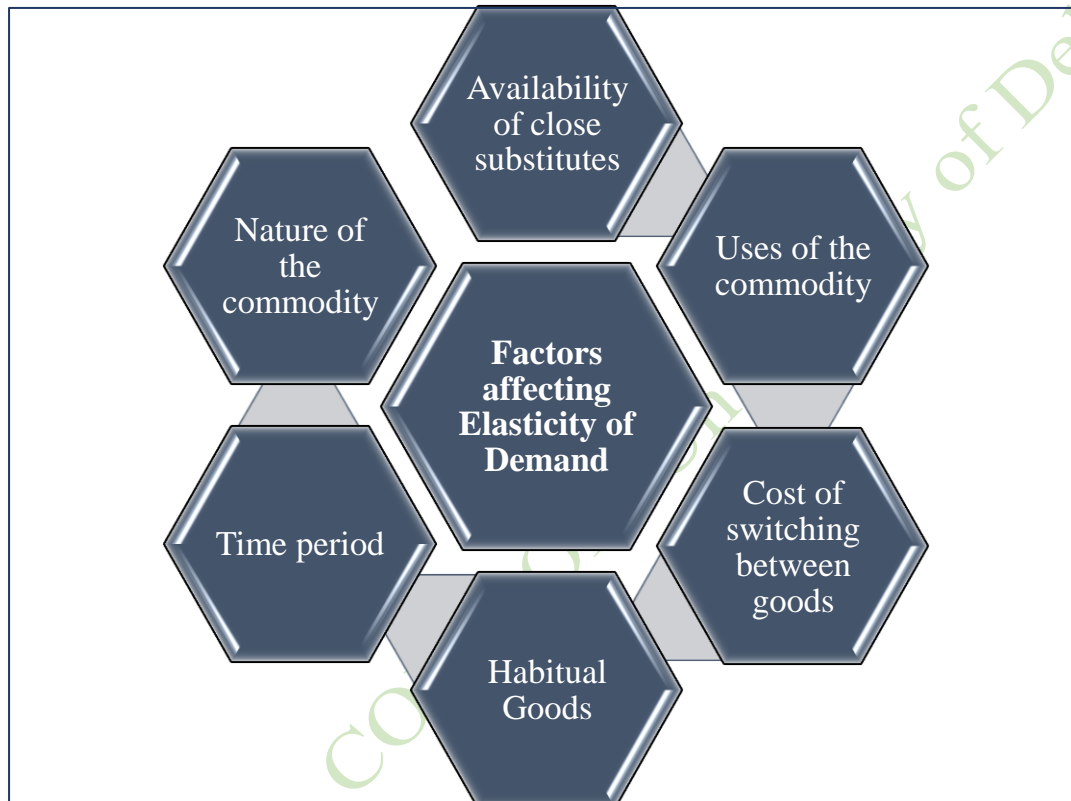 Availability
of close
substitutes
Uses of the
commodity
Cost of
switching
between
goods
Habitual
Goods
Time period
Nature of
the
commodity
Factors
affecting
Elasticity of
Demand
of